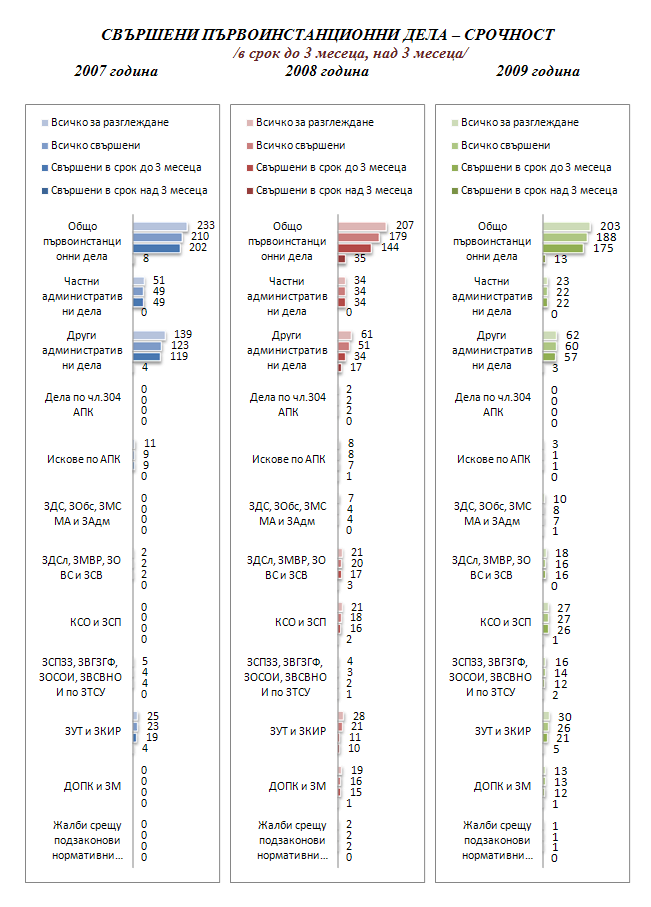 СВЪРШЕНИ ПЪРВОИНСТАНЦИОННИ ДЕЛА – СРОЧНОСТ
/в срок до 3 месеца, над 3 месеца/
2007 година
2008 година
2009 година
Всичко за разглеждане
Всичко свършени
Свършени в срок до 3 месеца
Свършени в срок над 3 месеца
Общо
първоинстанци
онни дела
233
210
202
8
Частни
административ
ни дела
51
49
49
0
Други
административ
ни дела
139
123
119
4
Дела по чл.304
АПК
0
0
0
0
Искове по АПК
11
9
9
0
ЗДС, ЗОбс, ЗМС
МА и ЗАдм
0
0
0
0
ЗДСл, ЗМВР, ЗО
ВС и ЗСВ
2
2
2
0
КСО и ЗСП
0
0
0
0
ЗСПЗЗ, ЗВГЗГФ,
ЗОСОИ, ЗВСВНО
И по ЗТСУ
5
4
4
0
ЗУТ и ЗКИР
25
23
19
4
ДОПК и ЗМ
0
0
0
0
Жалби срещу
подзаконови
нормативни...
0
0
0
0
Всичко за разглеждане
Всичко свършени
Свършени в срок до 3 месеца
Свършени в срок над 3 месеца
Общо
първоинстанци
онни дела
207
179
144
35
Частни
административ
ни дела
34
34
34
0
Други
административ
ни дела
61
51
34
17
Дела по чл.304
АПК
2
2
2
0
Искове по АПК
8
8
7
1
ЗДС, ЗОбс, ЗМС
МА и ЗАдм
7
4
4
0
ЗДСл, ЗМВР, ЗО
ВС и ЗСВ
21
20
17
3
КСО и ЗСП
21
18
16
2
ЗСПЗЗ, ЗВГЗГФ,
ЗОСОИ, ЗВСВНО
И по ЗТСУ
4
3
2
1
ЗУТ и ЗКИР
28
21
11
10
ДОПК и ЗМ
19
16
15
1
Жалби срещу
подзаконови
нормативни...
2
2
2
0
Всичко за разглеждане
Всичко свършени
Свършени в срок до 3 месеца
Свършени в срок над 3 месеца
Общо
първоинстанци
онни дела
203
188
175
13
Частни
административ
ни дела
23
22
22
0
Други
административ
ни дела
62
60
57
3
Дела по чл.304
АПК
0
0
0
0
Искове по АПК
3
1
1
0
ЗДС, ЗОбс, ЗМС
МА и ЗАдм
10
8
7
1
ЗДСл, ЗМВР, ЗО
ВС и ЗСВ
18
16
16
0
КСО и ЗСП
27
27
26
1
ЗСПЗЗ, ЗВГЗГФ,
ЗОСОИ, ЗВСВНО
И по ЗТСУ
16
14
12
2
ЗУТ и ЗКИР
30
26
21
5
ДОПК и ЗМ
13
13
12
1
Жалби срещу
подзаконови
нормативни...
1
1
1
0